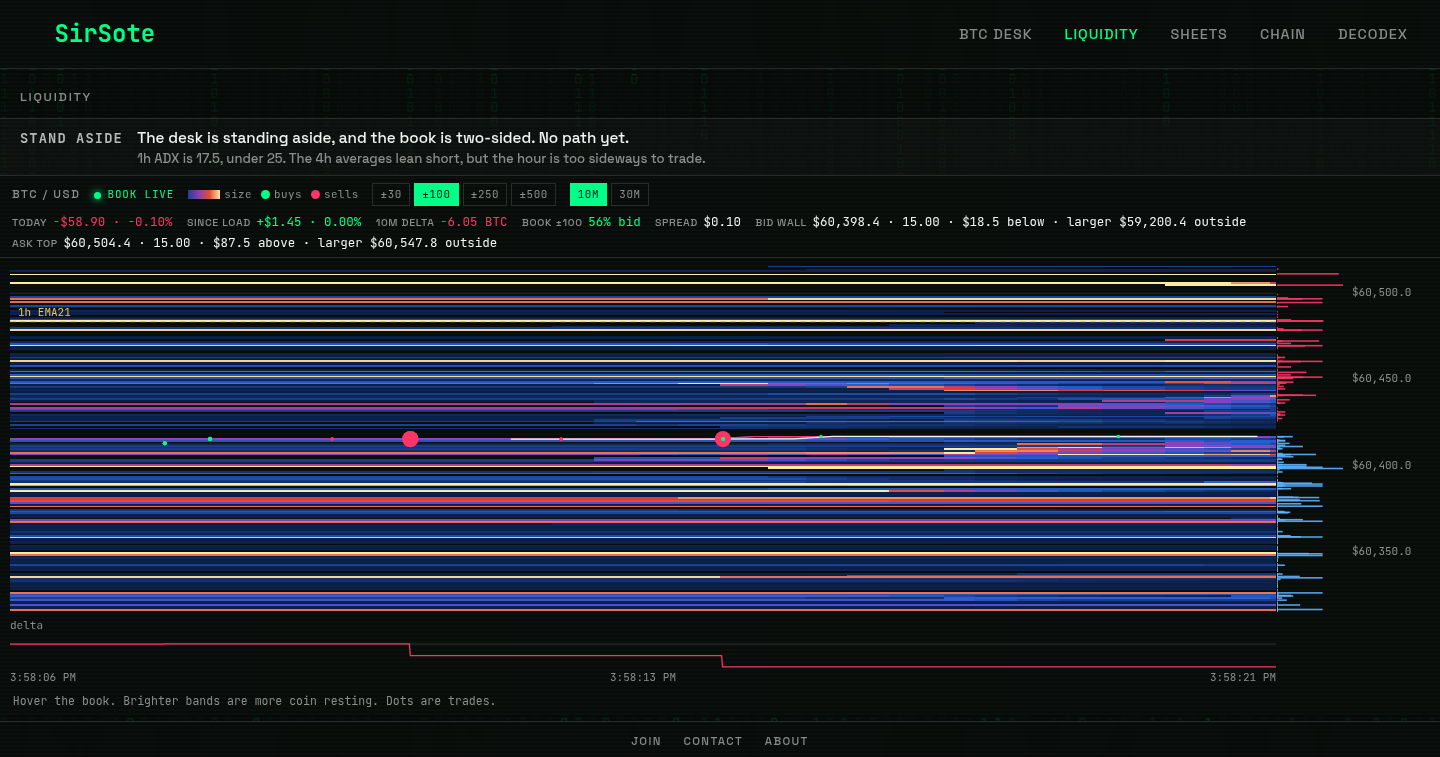 SirSote
BTC DESK LIQUIDITY SHEETS CHAIN DECODEX
LIQUIDITY
STAND ASIDE The desk is standing aside, and the book is two-sided. No path yet.
1h ADX is 17.5, under 25. The 4h averages lean short, but the hour is too sideways to trade.
BTC / USD BOOK LIVE size buys sells ±30 ±100 ±250 ±500 10M 30M
TODAY -$58.90 · -0.10% SINCE LOAD +$1.45 · 0.00% 10M DELTA -6.05 BTC BOOK ±100 56% bid SPREAD $0.10 BID WALL $60,398.4 · 15.00 · $18.5 below · larger $59,200.4 outside
ASK TOP $60,504.4 · 15.00 · $87.5 above · larger $60,547.8 outside
$60,500.0
1h EMA21
$60,450.0
$60,400.0
$60,350.0
delta
3:58:06 PM 3:58:13 PM 3:58:21 PM
Hover the book. Brighter bands are more coin resting. Dots are trades.
JOIN CONTACT ABOUT